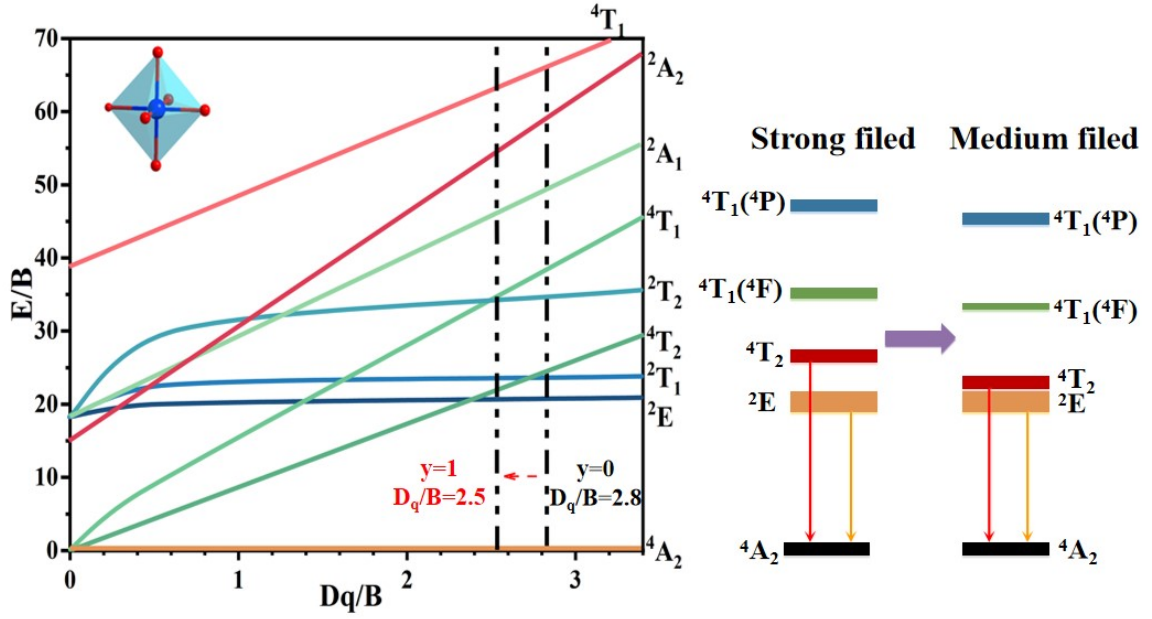 ⁴T₁
70
60
50
40
30
20
10
0
E/B
²A₂
²A₁
⁴T₁
²T₂
⁴T₂
²T₁
²E
⁴A₂
y=1
Dq/B=2.5
y=0
Dq/B=2.8
0
1
2
3
Dq/B
Strong filed
Medium filed
⁴T₁(⁴P)
⁴T₁(⁴F)
⁴T₂
²E
⁴A₂
⁴T₁(⁴P)
⁴T₁(⁴F)
⁴T₂
²E
⁴A₂